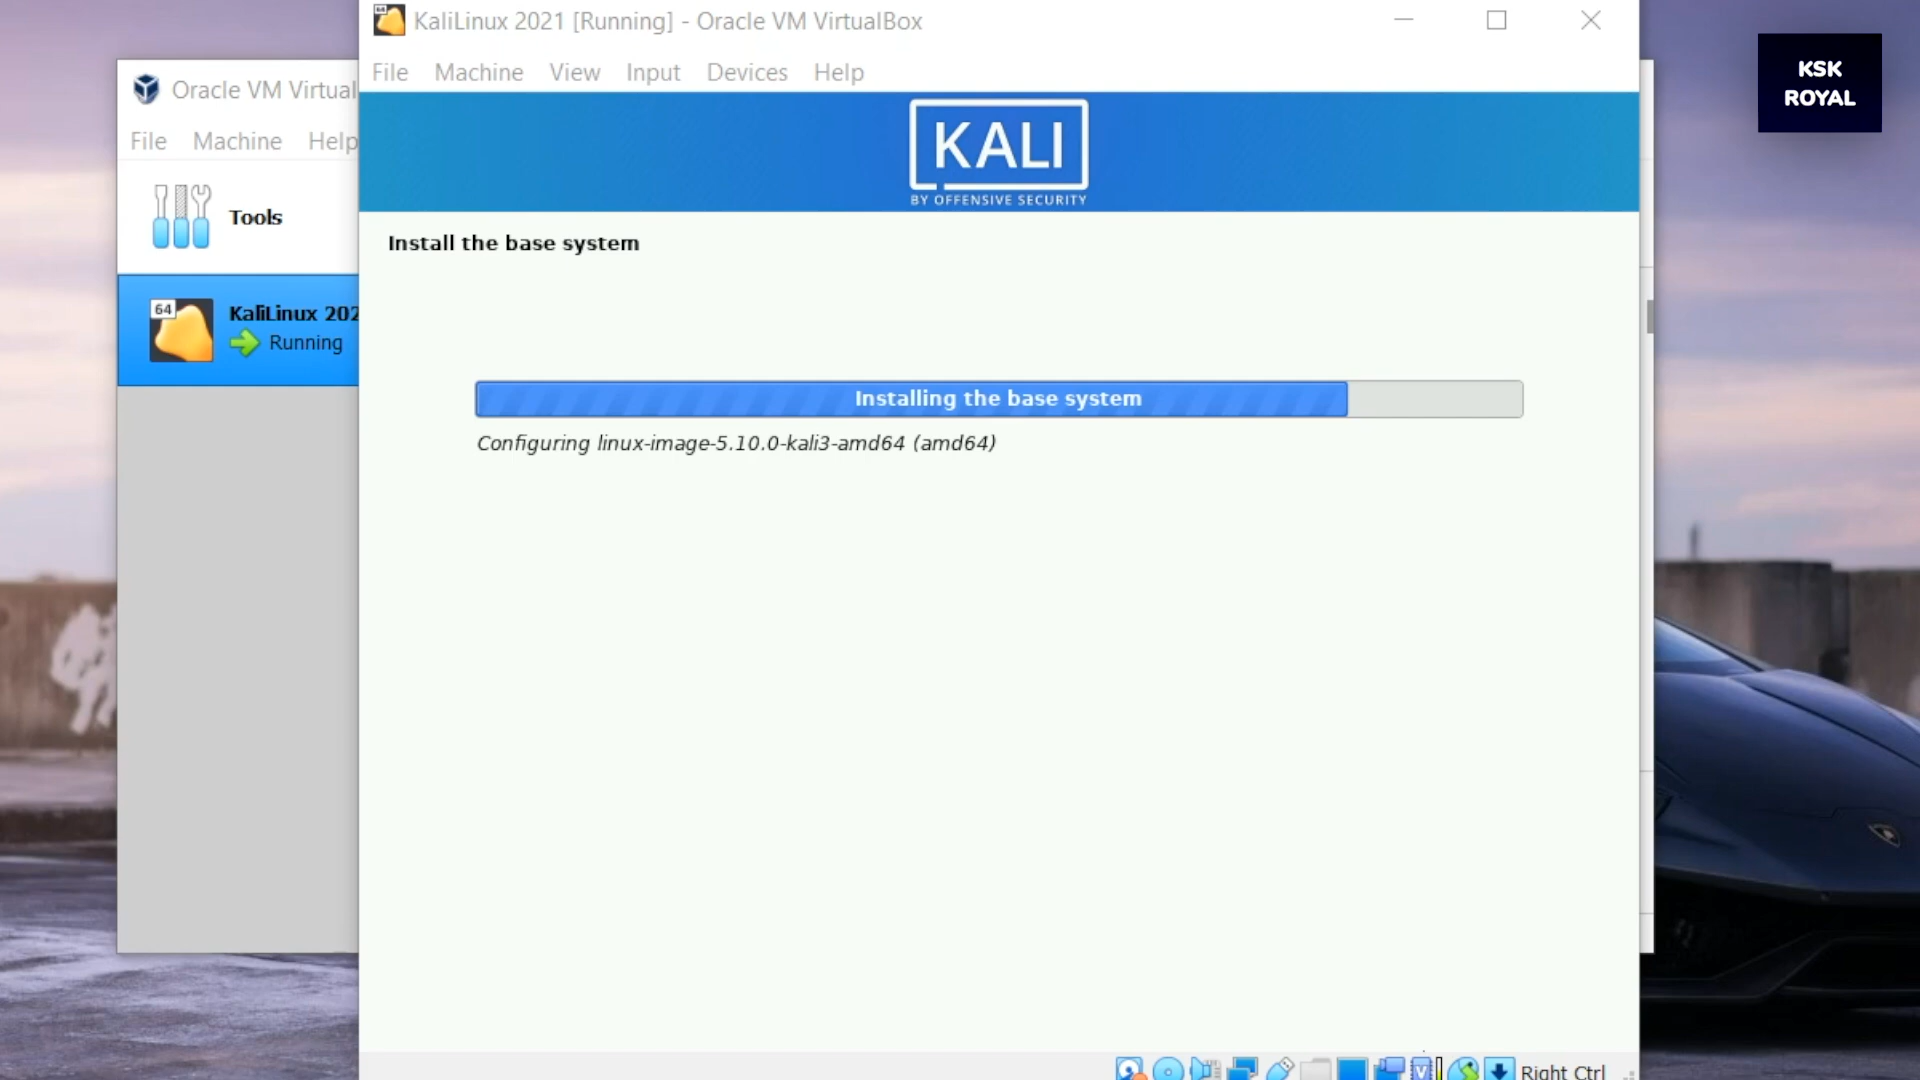 KaliLinux 2021 [Running] - Oracle VM VirtualBox
File Machine View Input Devices Help
KSK
ROYAL
Oracle VM Virtual
File Machine Help
KALI
BY OFFENSIVE SECURITY
Tools
Install the base system
64
KaliLinux 202
Running
Installing the base system
Configuring linux-image-5.10.0-kali3-amd64 (amd64)
Right Ctrl